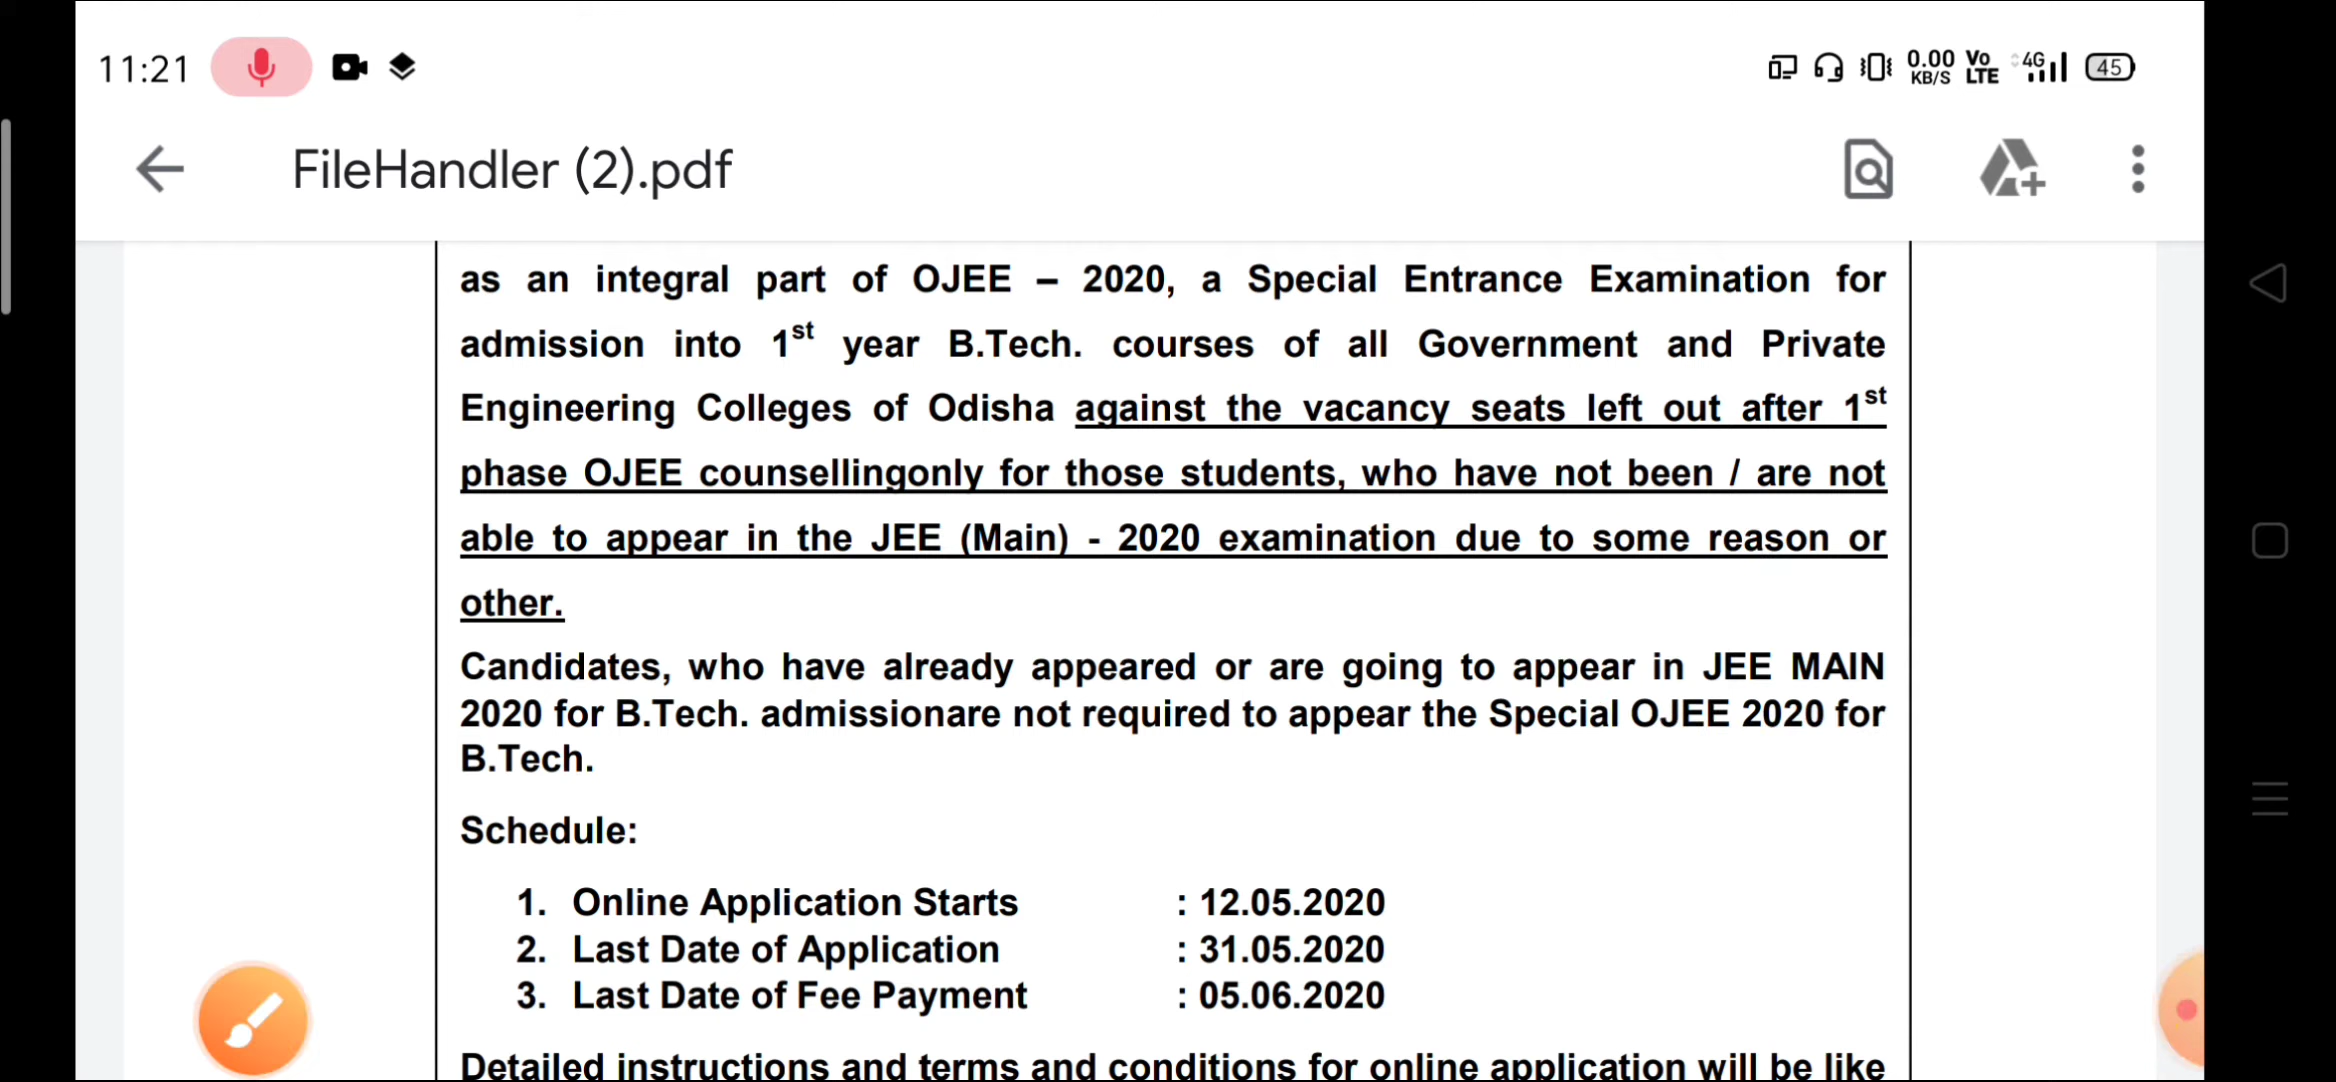 11:21 0.00 KB/S Vo LTE 4G 45
FileHandler (2).pdf
as an integral part of OJEE – 2020, a Special Entrance Examination for
admission into 1st year B.Tech. courses of all Government and Private
Engineering Colleges of Odisha against the vacancy seats left out after 1st
phase OJEE counsellingonly for those students, who have not been / are not
able to appear in the JEE (Main) - 2020 examination due to some reason or
other.
Candidates, who have already appeared or are going to appear in JEE MAIN
2020 for B.Tech. admissionare not required to appear the Special OJEE 2020 for
B.Tech.
Schedule:
1. Online Application Starts : 12.05.2020
2. Last Date of Application : 31.05.2020
3. Last Date of Fee Payment : 05.06.2020
Detailed instructions and terms and conditions for online application will be like